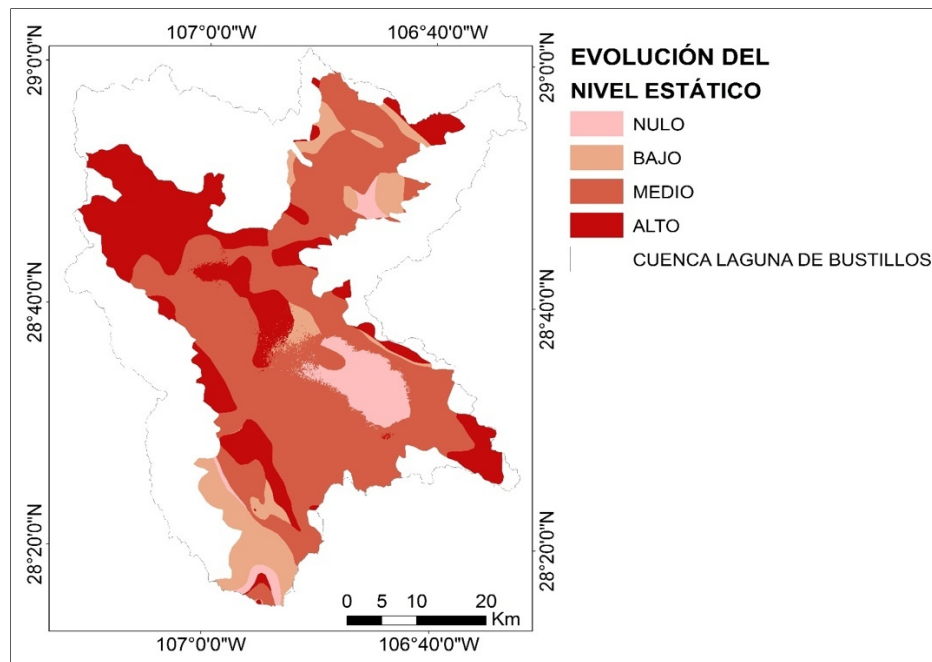 107°0'0"W
106°40'0"W
29°0'0"N
29°0'0"N
EVOLUCIÓN DEL
NIVEL ESTÁTICO
NULO
BAJO
MEDIO
ALTO
CUENCA LAGUNA DE BUSTILLOS
28°40'0"N
28°40'0"N
28°20'0"N
28°20'0"N
0 5 10 20
Km
107°0'0"W
106°40'0"W